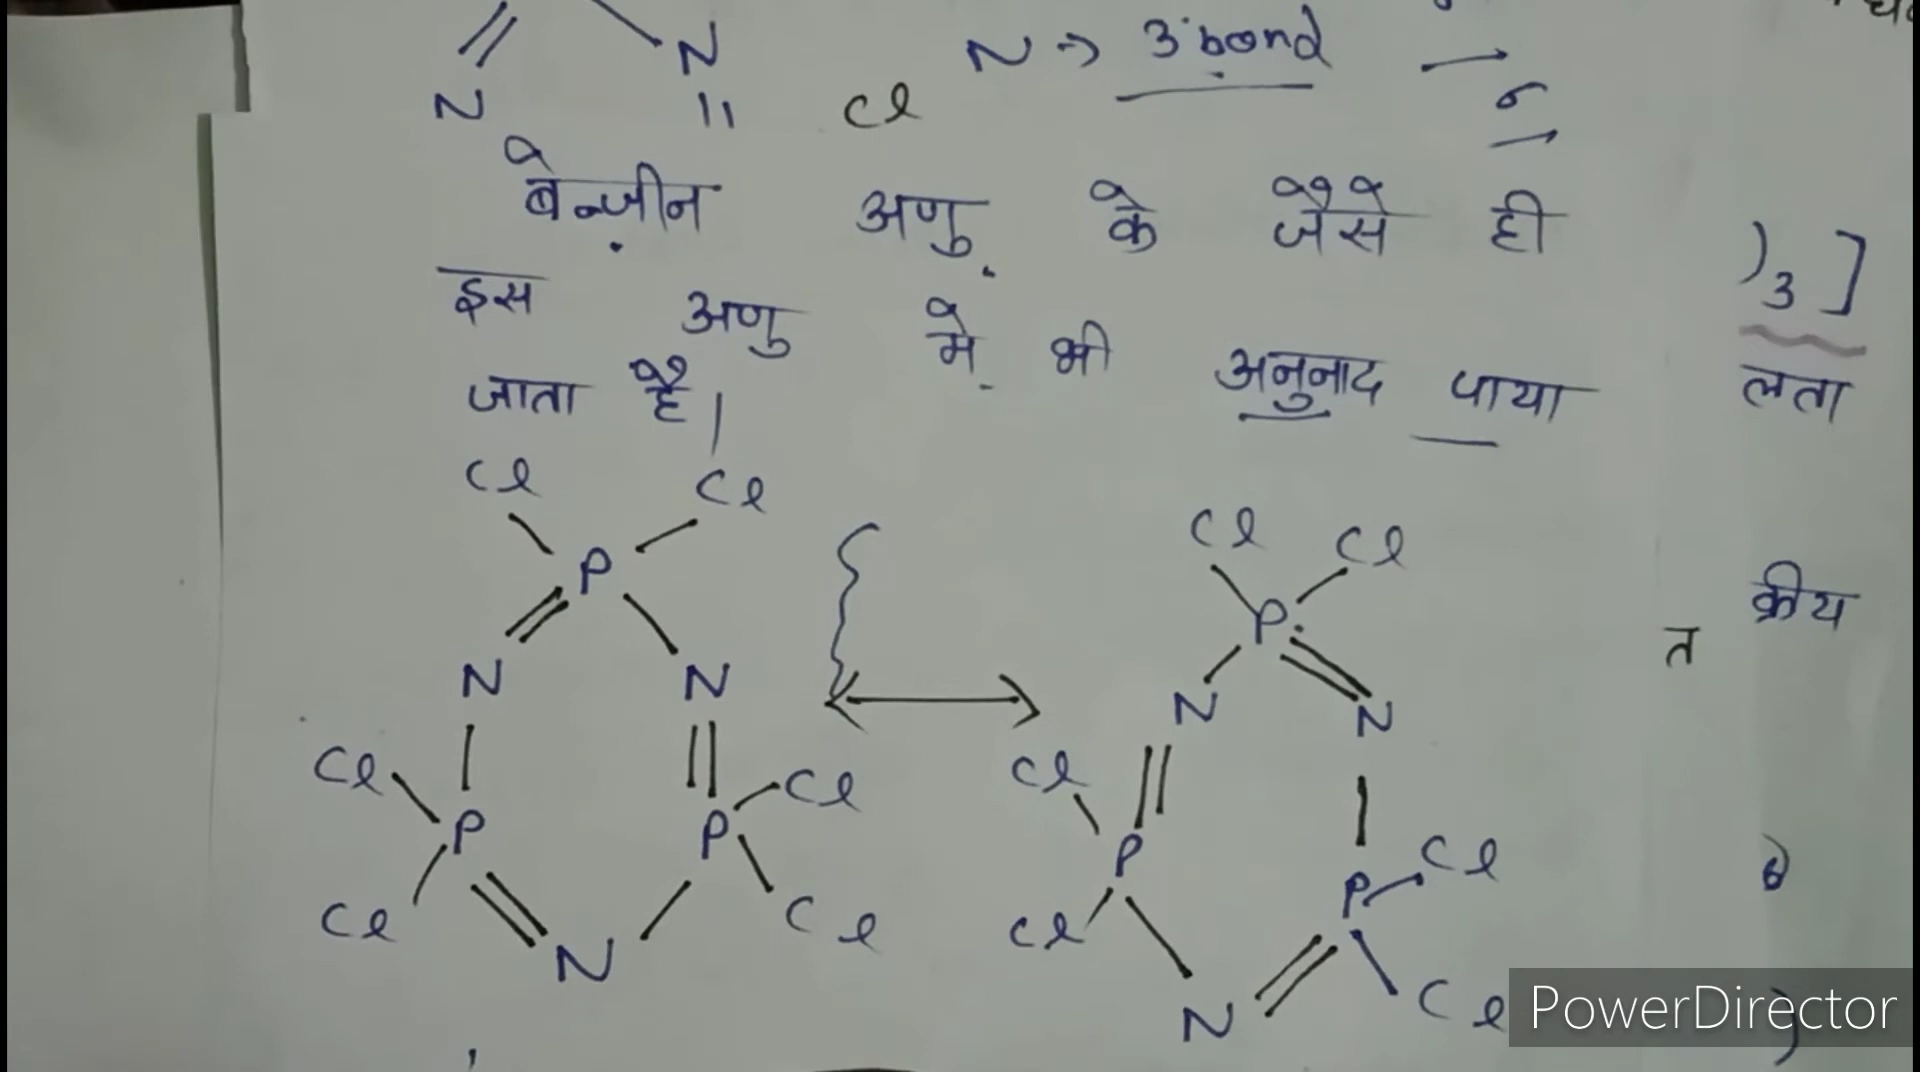 N
N → 3 bond
N
Cl
बेन्ज़ीन अणु के जैसे ही
)3]
इस अणु में भी अनुनाद पाया
लता
जाता है।
Cl Cl
Cl Cl
P
P
क्रीय
त
N N
N N
Cl Cl
Cl
P P
P
Cl
P
Cl Cl
Cl
Cl
N
N
PowerDirector